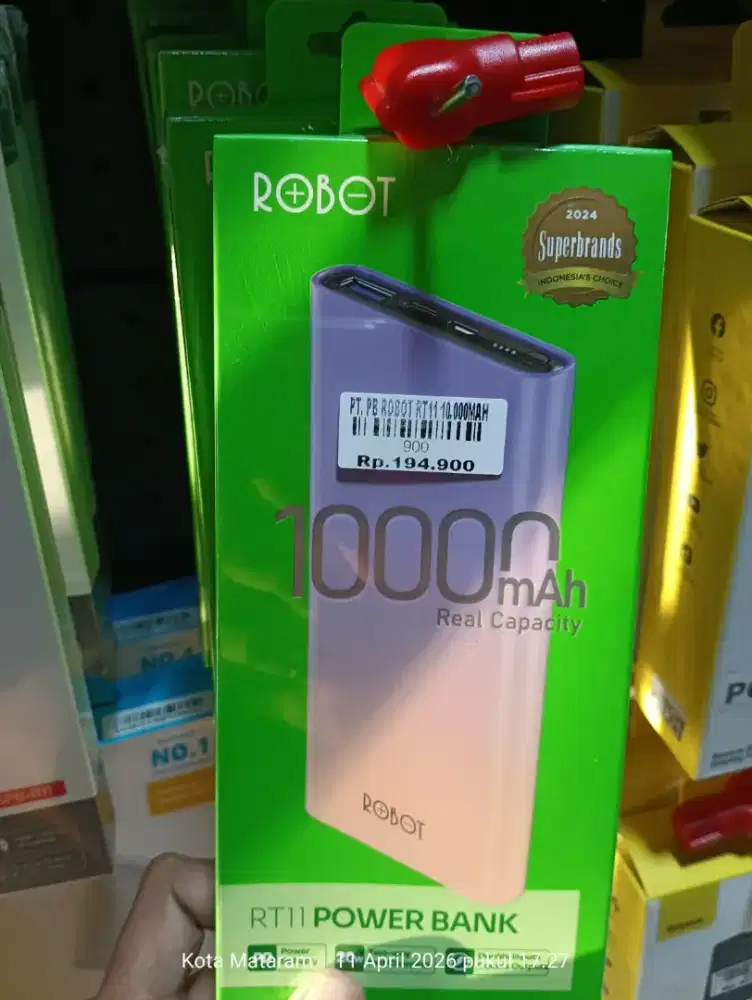 ROBOT
ROBOT
2024
Superbrands
INDONESIA'S CHOICE
PT. PB ROBOT RT11 10.000MAH
900
Rp.194.900
10000mAh
Real Capacity
NO.1
NO.1
ROBOT
RT11 POWER BANK
Power
Kota Mataram | 11 April 2026 pukul 17.27